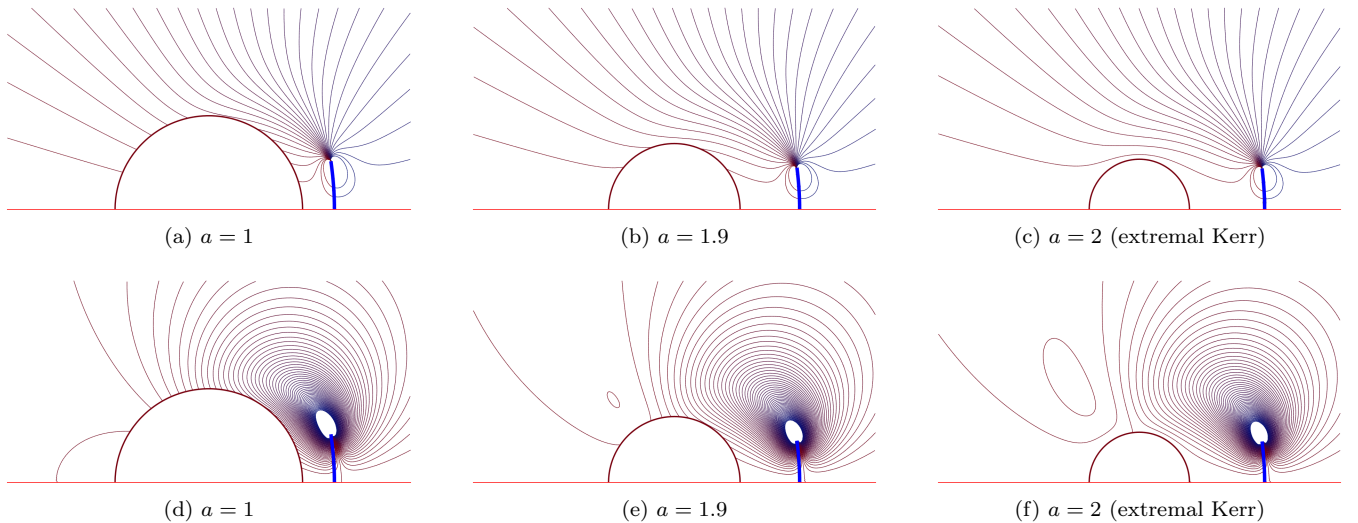 (a) a = 1
(b) a = 1.9
(c) a = 2 (extremal Kerr)
(d) a = 1
(e) a = 1.9
(f) a = 2 (extremal Kerr)